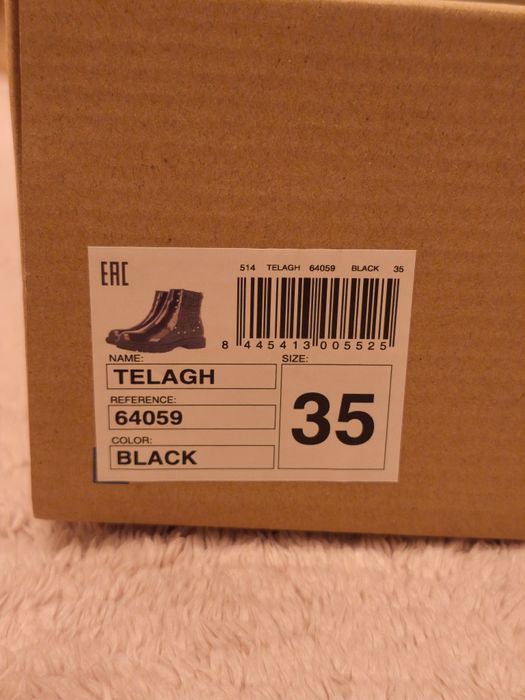 EAC
514 TELAGH 64059 BLACK 35
8 445413 005525
NAME:
TELAGH
REFERENCE:
64059
COLOR:
BLACK
SIZE:
35